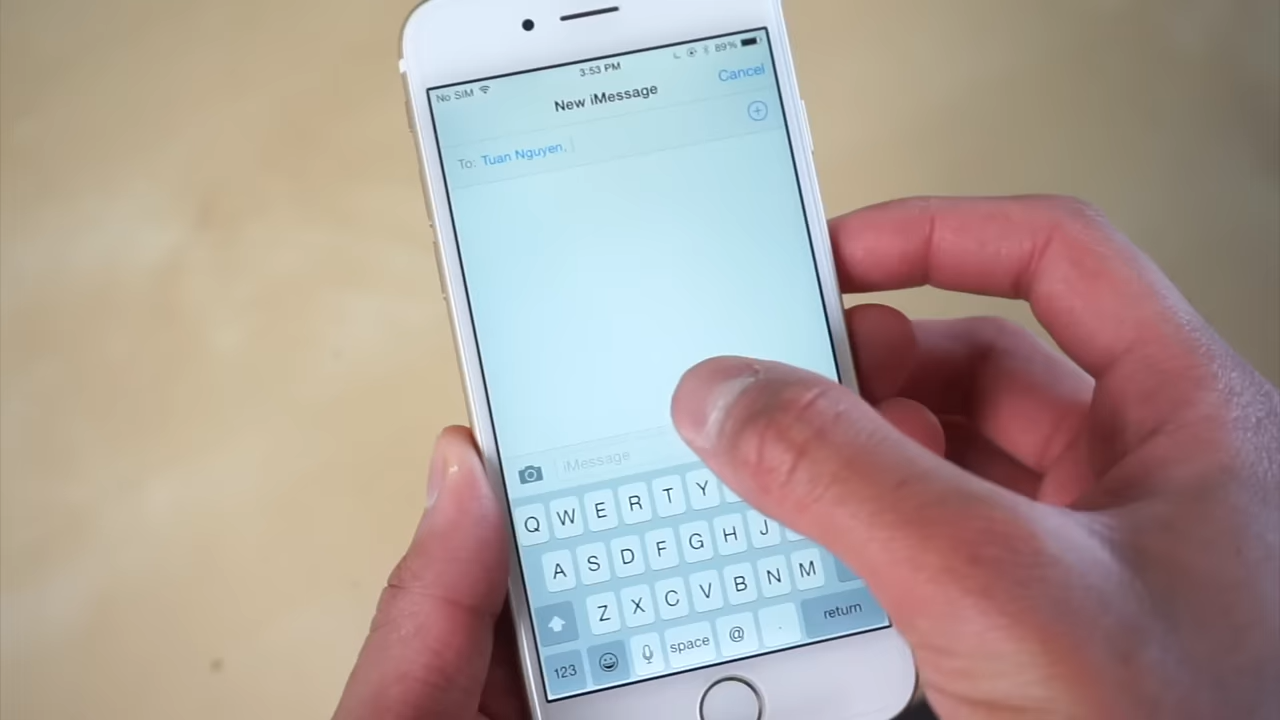 No SIM 3:53 PM 89%
New iMessage Cancel
To: Tuan Nguyen,
iMessage
Q W E R T Y
A S D F G H J
Z X C V B N M
123 space @ . return